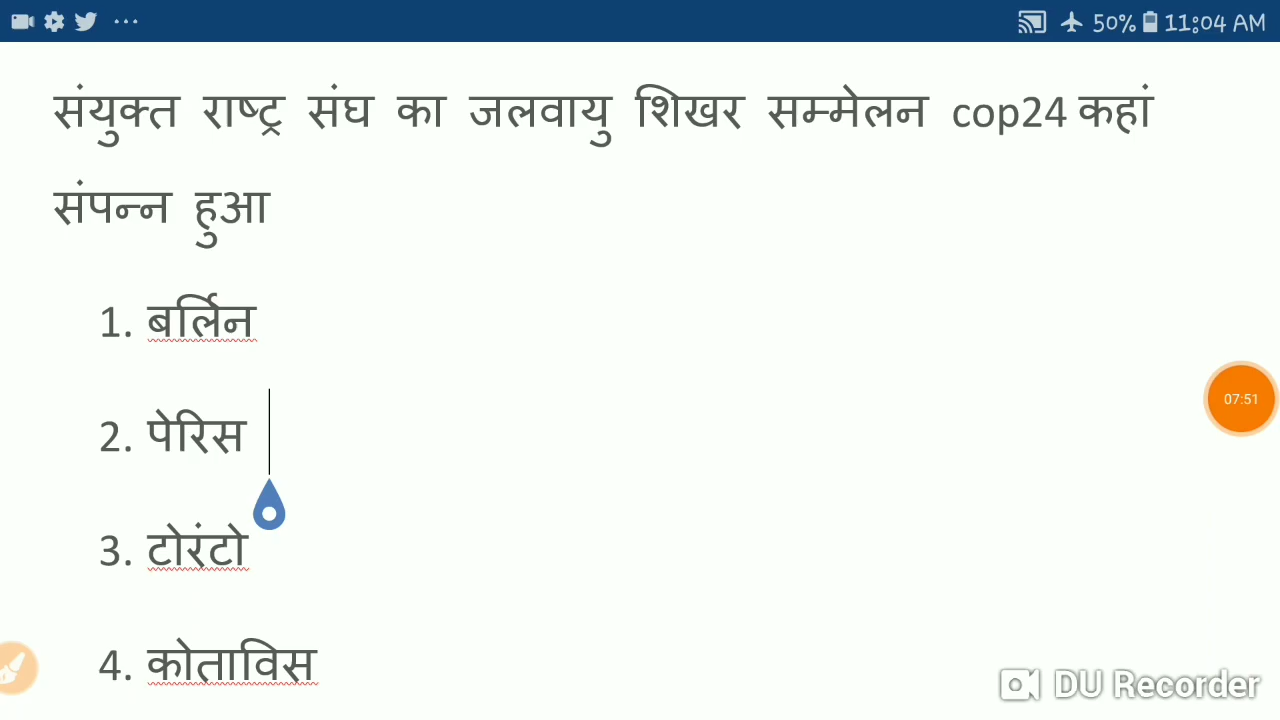 50% 11:04 AM
संयुक्त राष्ट्र संघ का जलवायु शिखर सम्मेलन cop24 कहां
संपन्न हुआ
1. बर्लिन
2. पेरिस
3. टोरंटो
4. कोताविस
07:51
DU Recorder